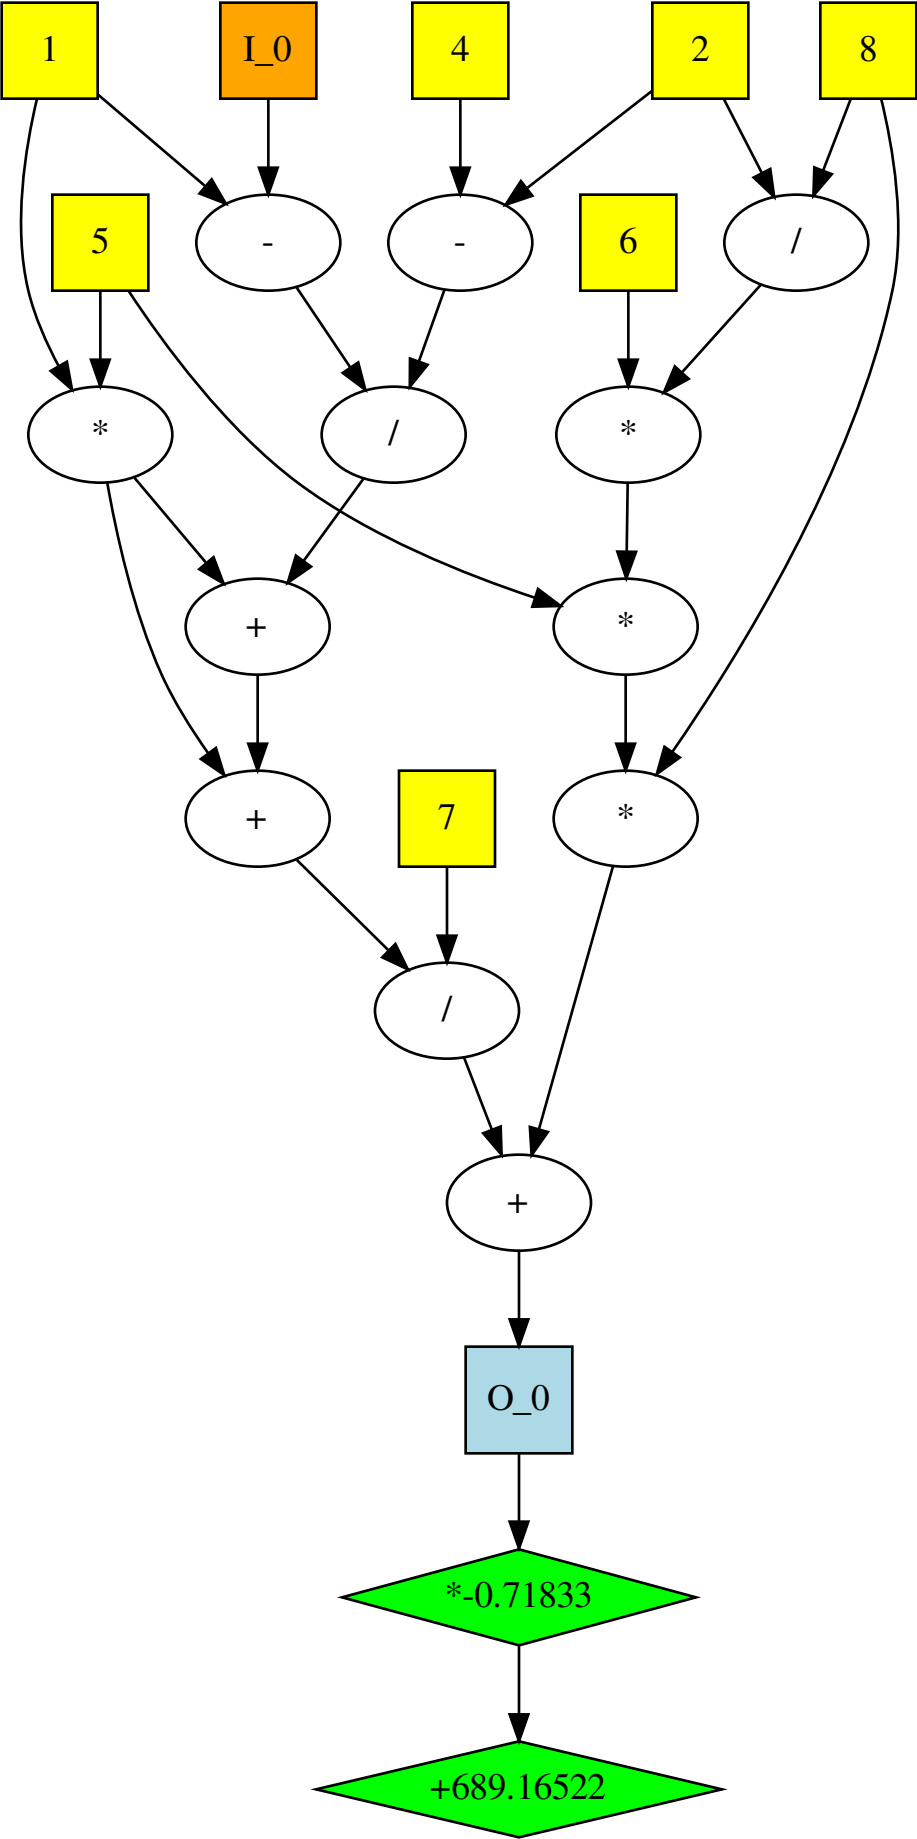 1 I_0 4 2 8
5 - - 6 /
* / *
+ *
+ 7 *
/
+
O_0
*-0.71833
+689.16522